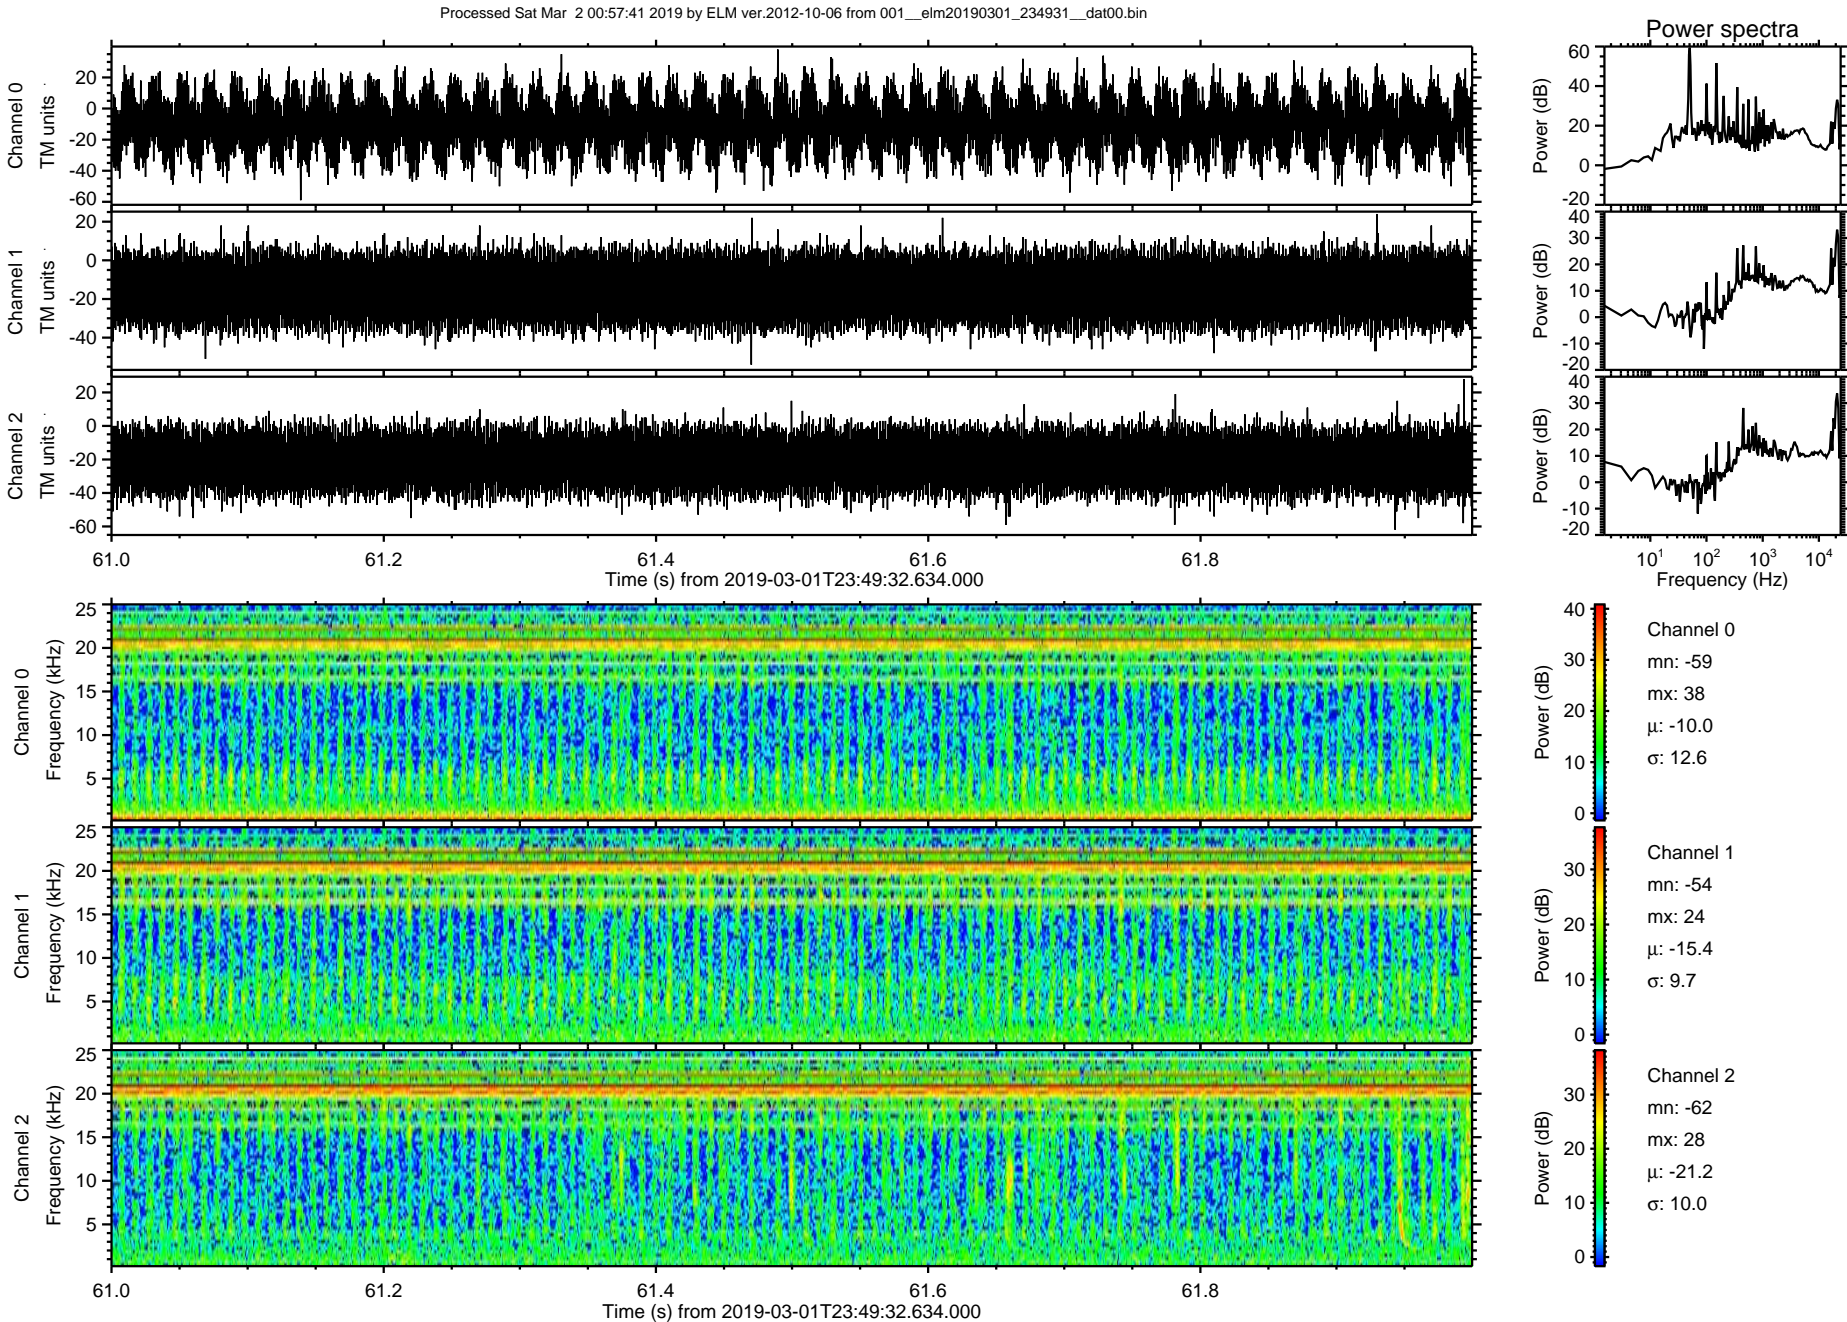 Processed Sat Mar  2 00:57:41 2019 by ELM ver.2012-10-06 from 001__elm20190301_234931__dat00.bin
Power spectra
Channel 0
TM units
20
0
-20
-40
-60
Power (dB)
60
40
20
0
-20
Channel 1
TM units
20
0
-20
-40
Power (dB)
40
30
20
10
0
-10
-20
Channel 2
TM units
20
0
-20
-40
-60
Power (dB)
40
30
20
10
0
-10
-20
61.0 61.2 61.4 61.6 61.8
Time (s) from 2019-03-01T23:49:32.634.000
10¹ 10² 10³ 10⁴
Frequency (Hz)
Channel 0
Frequency (kHz)
25
20
15
10
5
Power (dB)
40
30
20
10
0
Channel 0
mn: -59
mx: 38
μ: -10.0
σ: 12.6
Channel 1
Frequency (kHz)
25
20
15
10
5
Power (dB)
30
20
10
0
Channel 1
mn: -54
mx: 24
μ: -15.4
σ: 9.7
Channel 2
Frequency (kHz)
25
20
15
10
5
Power (dB)
30
20
10
0
Channel 2
mn: -62
mx: 28
μ: -21.2
σ: 10.0
61.0 61.2 61.4 61.6 61.8
Time (s) from 2019-03-01T23:49:32.634.000